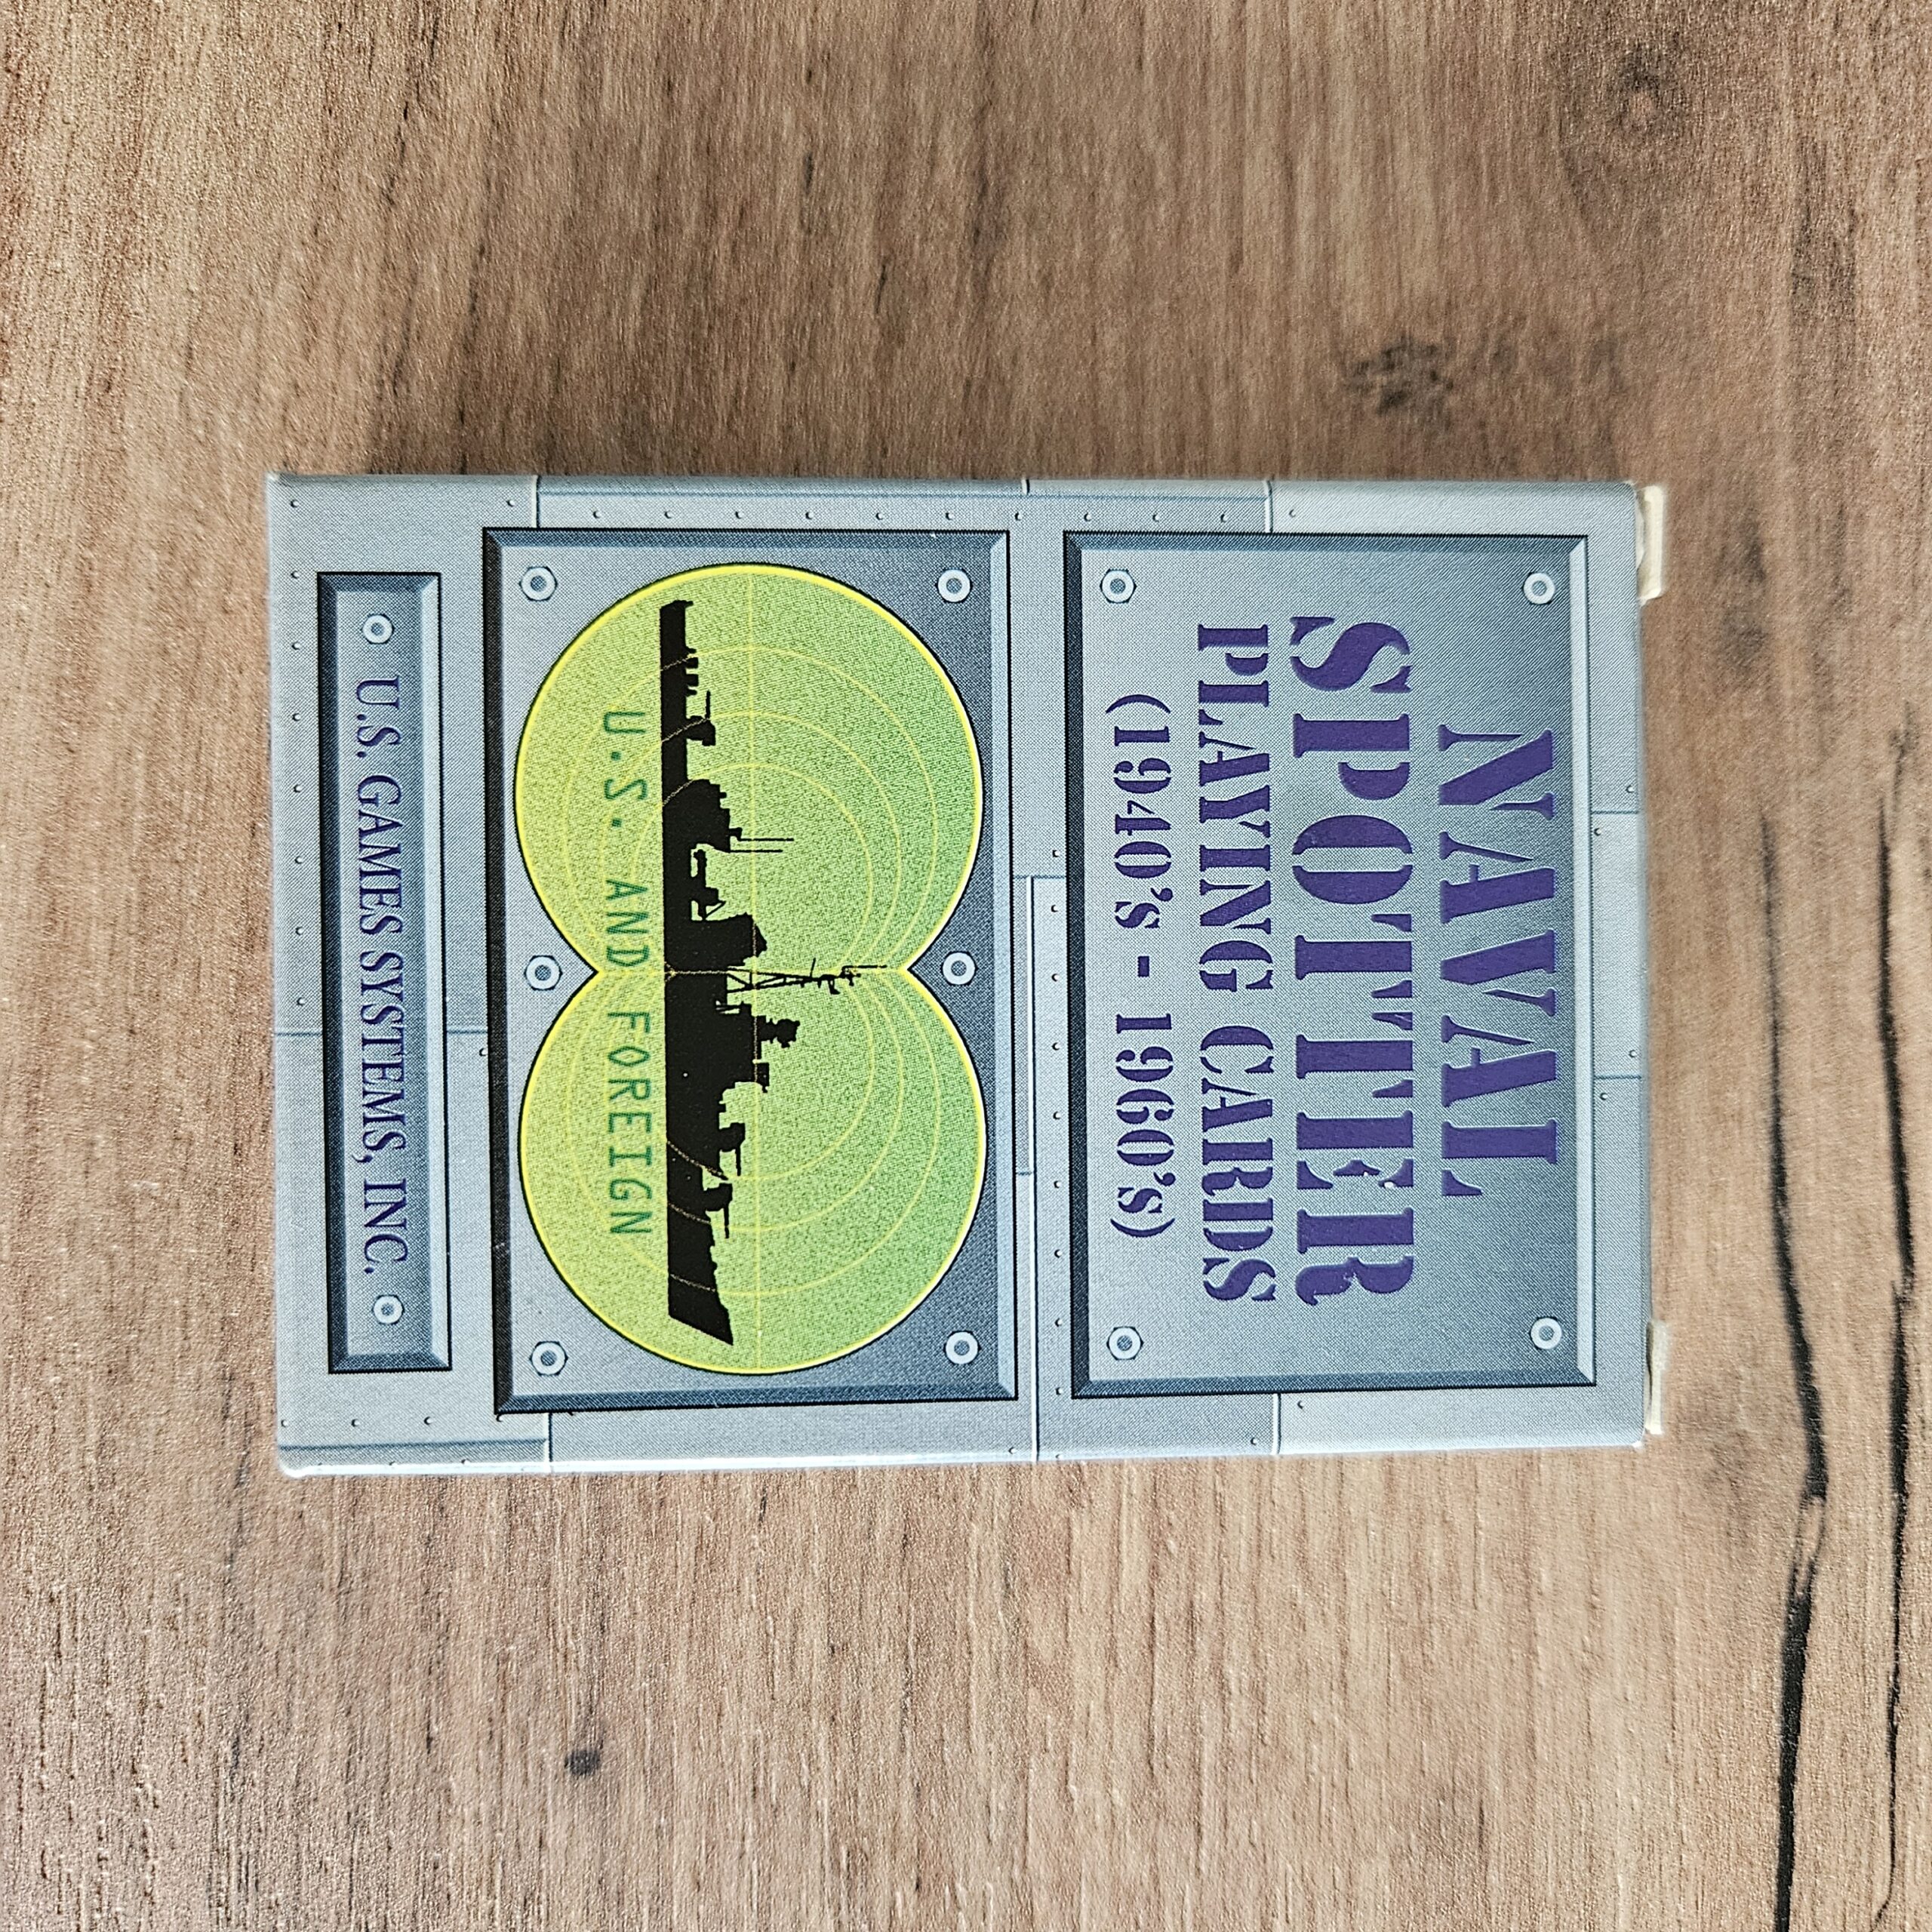 NAVAL
SPOTTER
PLAYING CARDS
(1940's - 1960's)
U.S. AND FOREIGN
U.S. GAMES SYSTEMS, INC.